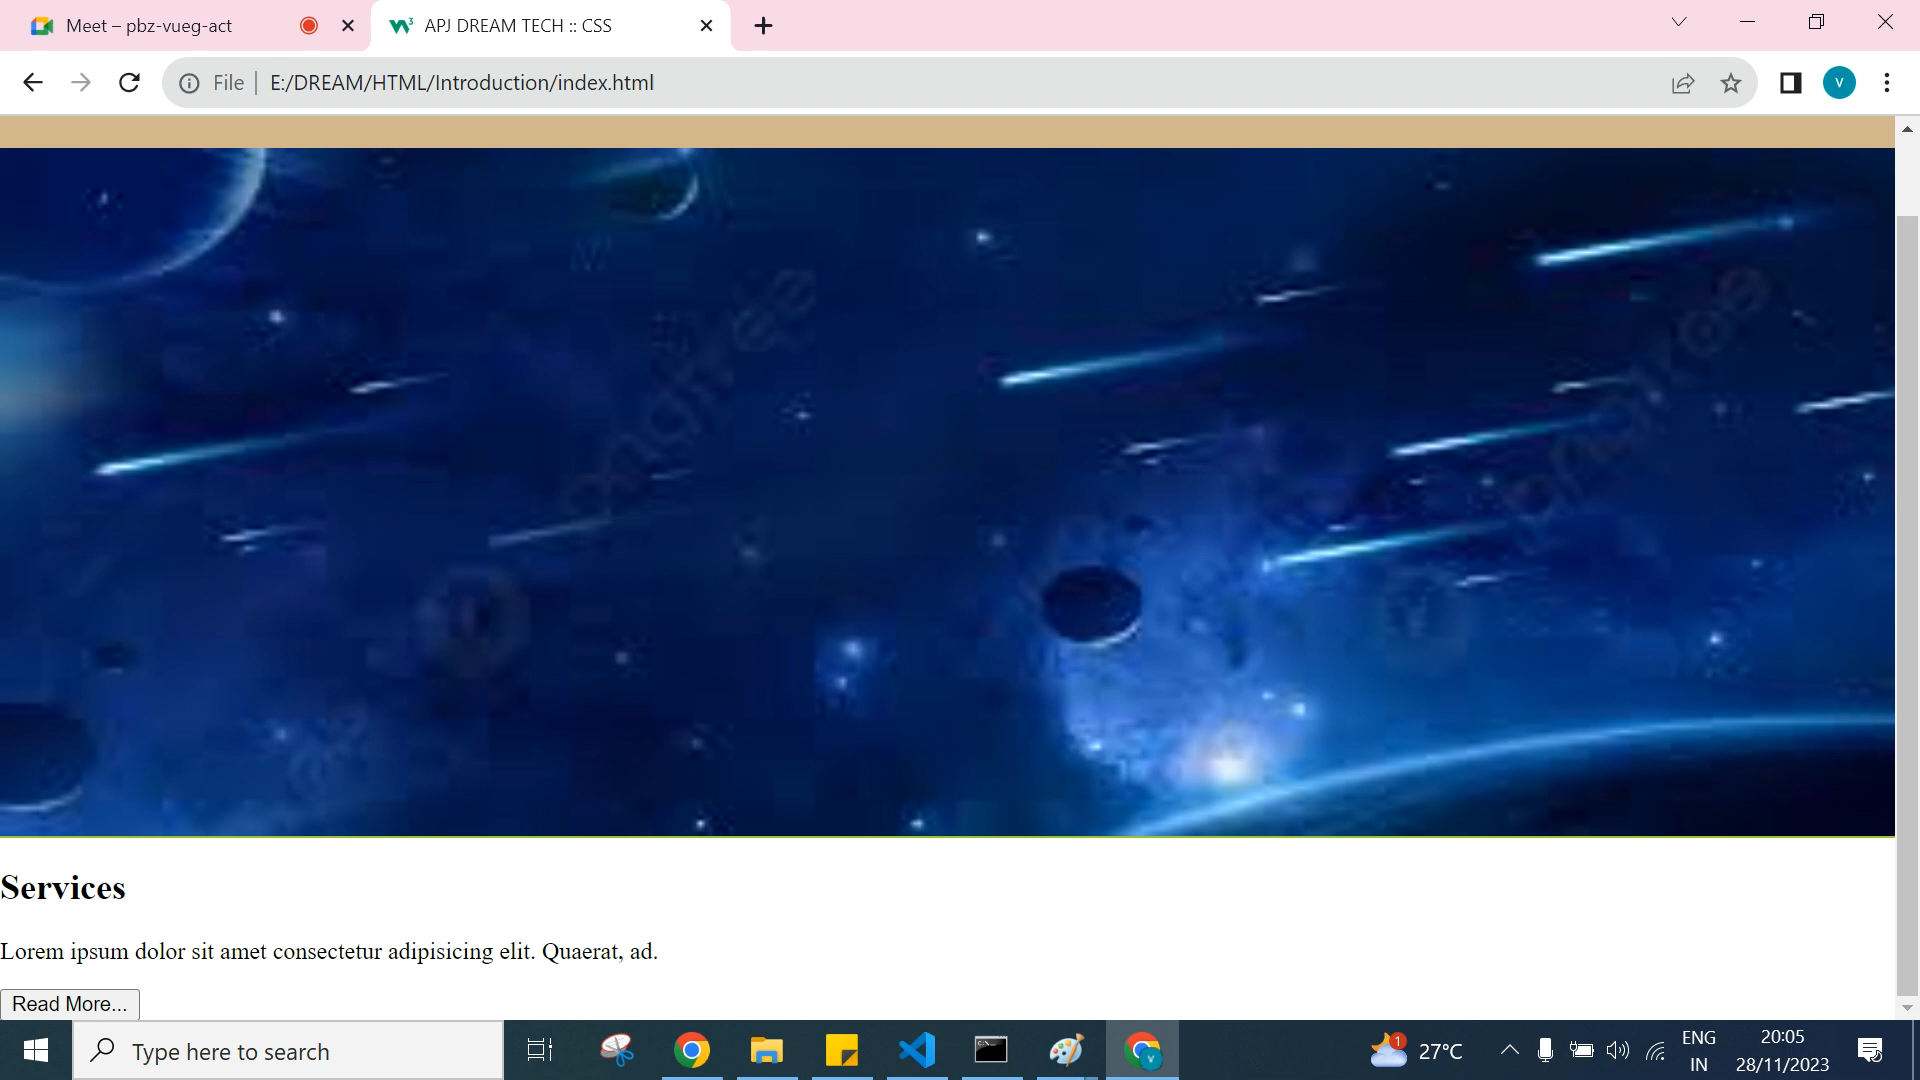 Meet – pbz-vueg-act
APJ DREAM TECH :: CSS
File
E:/DREAM/HTML/Introduction/index.html
V
Services
Lorem ipsum dolor sit amet consectetur adipisicing elit. Quaerat, ad.
Read More...
Type here to search
1
27°C
ENG
IN
20:05
28/11/2023